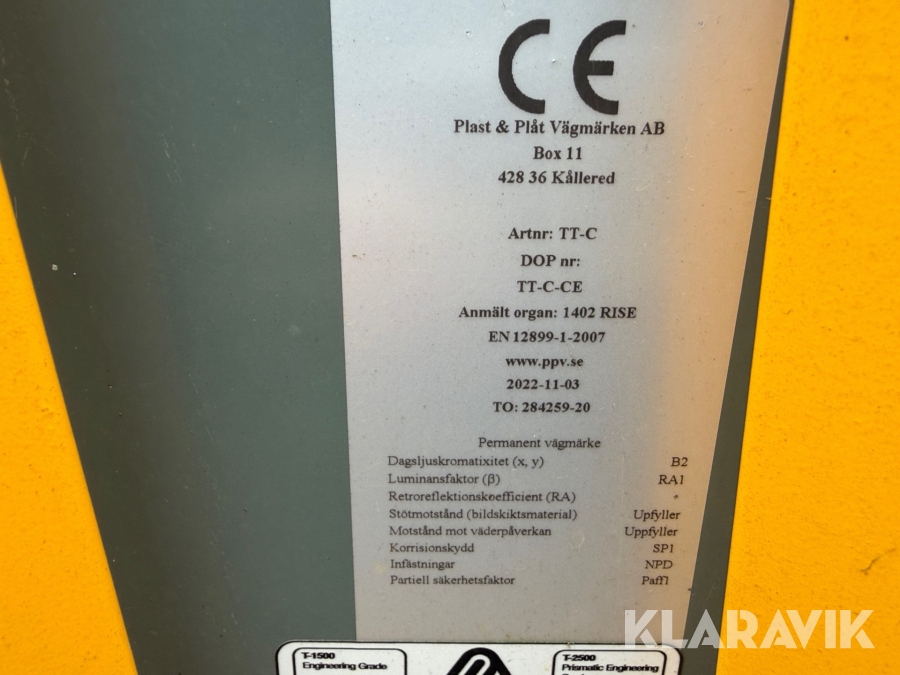 CE
Plast & Plåt Vägmärken AB
Box 11
428 36 Kållered
Artnr: TT-C
DOP nr:
TT-C-CE
Anmält organ: 1402 RISE
EN 12899-1-2007
www.ppv.se
2022-11-03
TO: 284259-20
Permanent vägmärke
Dagsljuskromatixitet (x, y) B2
Luminansfaktor (β) RA1
Retroreflektionskoefficient (RA)
Stötmotstånd (bildskiktsmaterial) Upfyller
Motstånd mot väderpåverkan Uppfyller
Korrisionskydd SP1
Infästningar NPD
Partiell säkerhetsfaktor Paff1
KLARAVIK
T-1500
Engineering Grade
T-2500
Prismatic Engineering